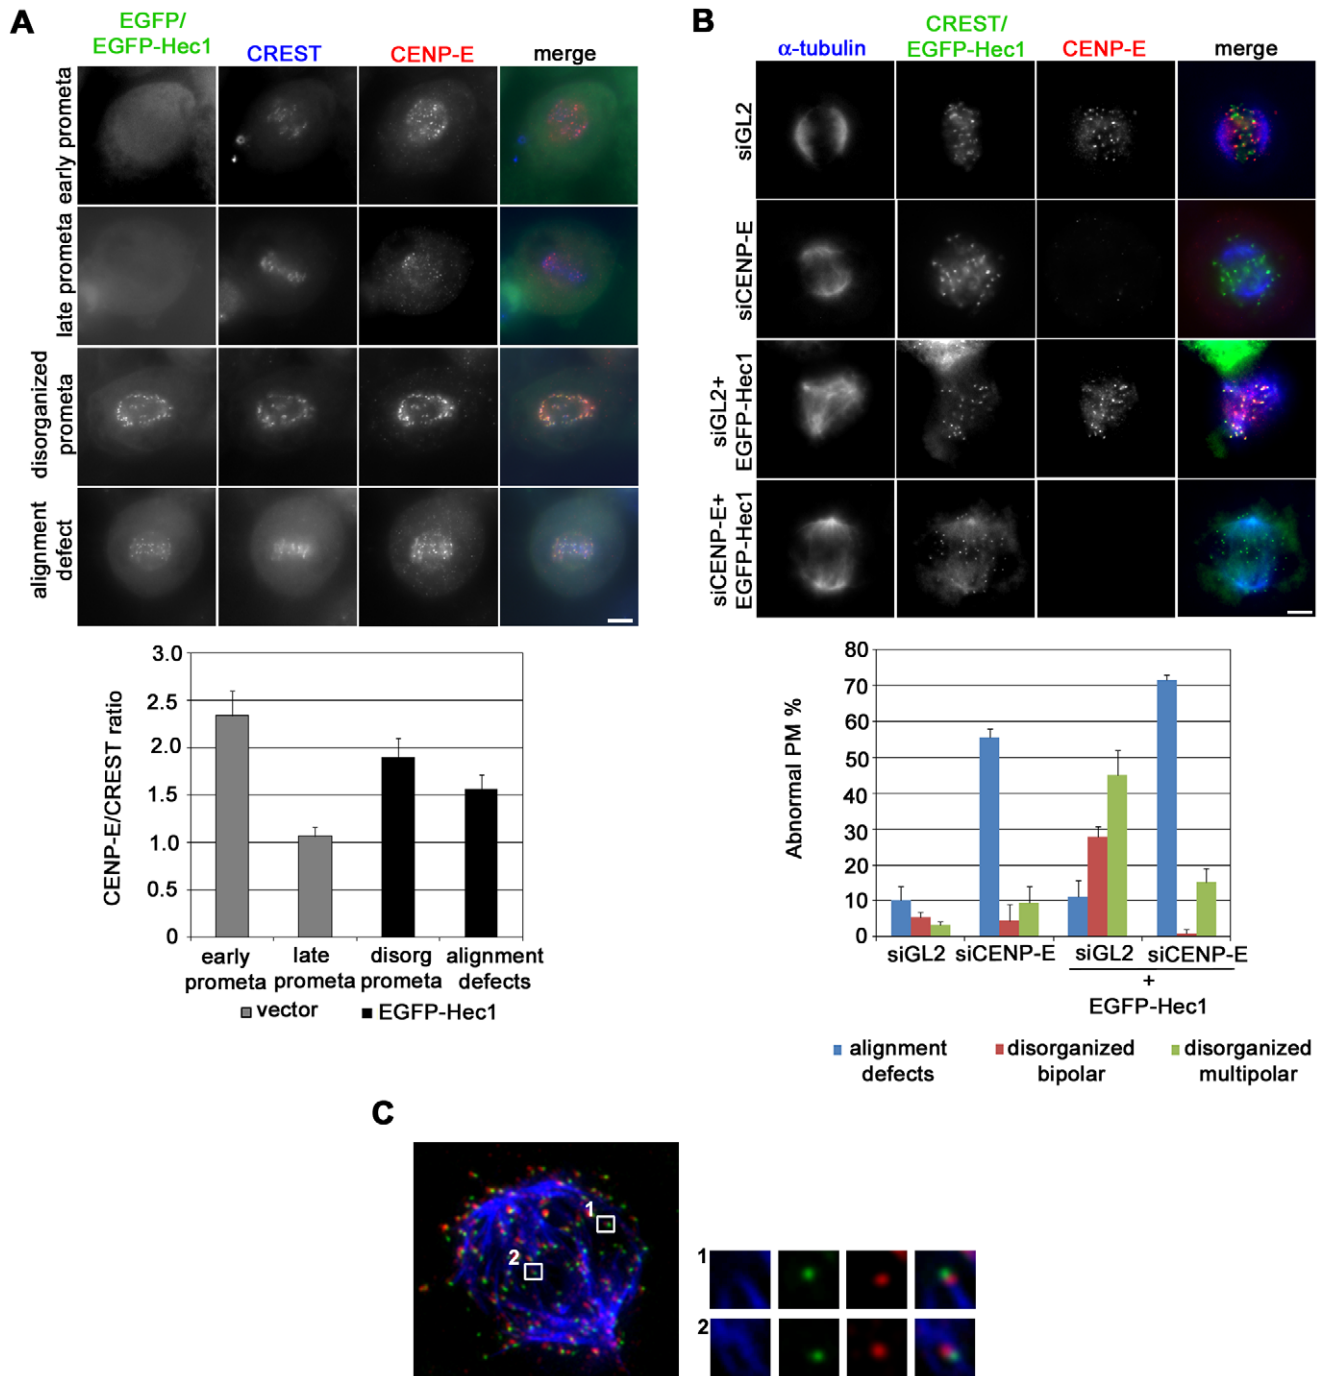 A
EGFP/
EGFP-Hec1
CREST
CENP-E
merge
early prometa
late prometa
disorganized
prometa
alignment
defect
CENP-E/CREST ratio
3.0
2.5
2.0
1.5
1.0
0.5
0
early
prometa
late
prometa
disorg
prometa
alignment
defects
vector
EGFP-Hec1
B
α-tubulin
CREST/
EGFP-Hec1
CENP-E
merge
siGL2
siCENP-E
siGL2+
EGFP-Hec1
siCENP-E+
EGFP-Hec1
Abnormal PM %
80
70
60
50
40
30
20
10
0
siGL2
siCENP-E
siGL2
siCENP-E
+
EGFP-Hec1
alignment
defects
disorganized
bipolar
disorganized
multipolar
C
1
2
1
2